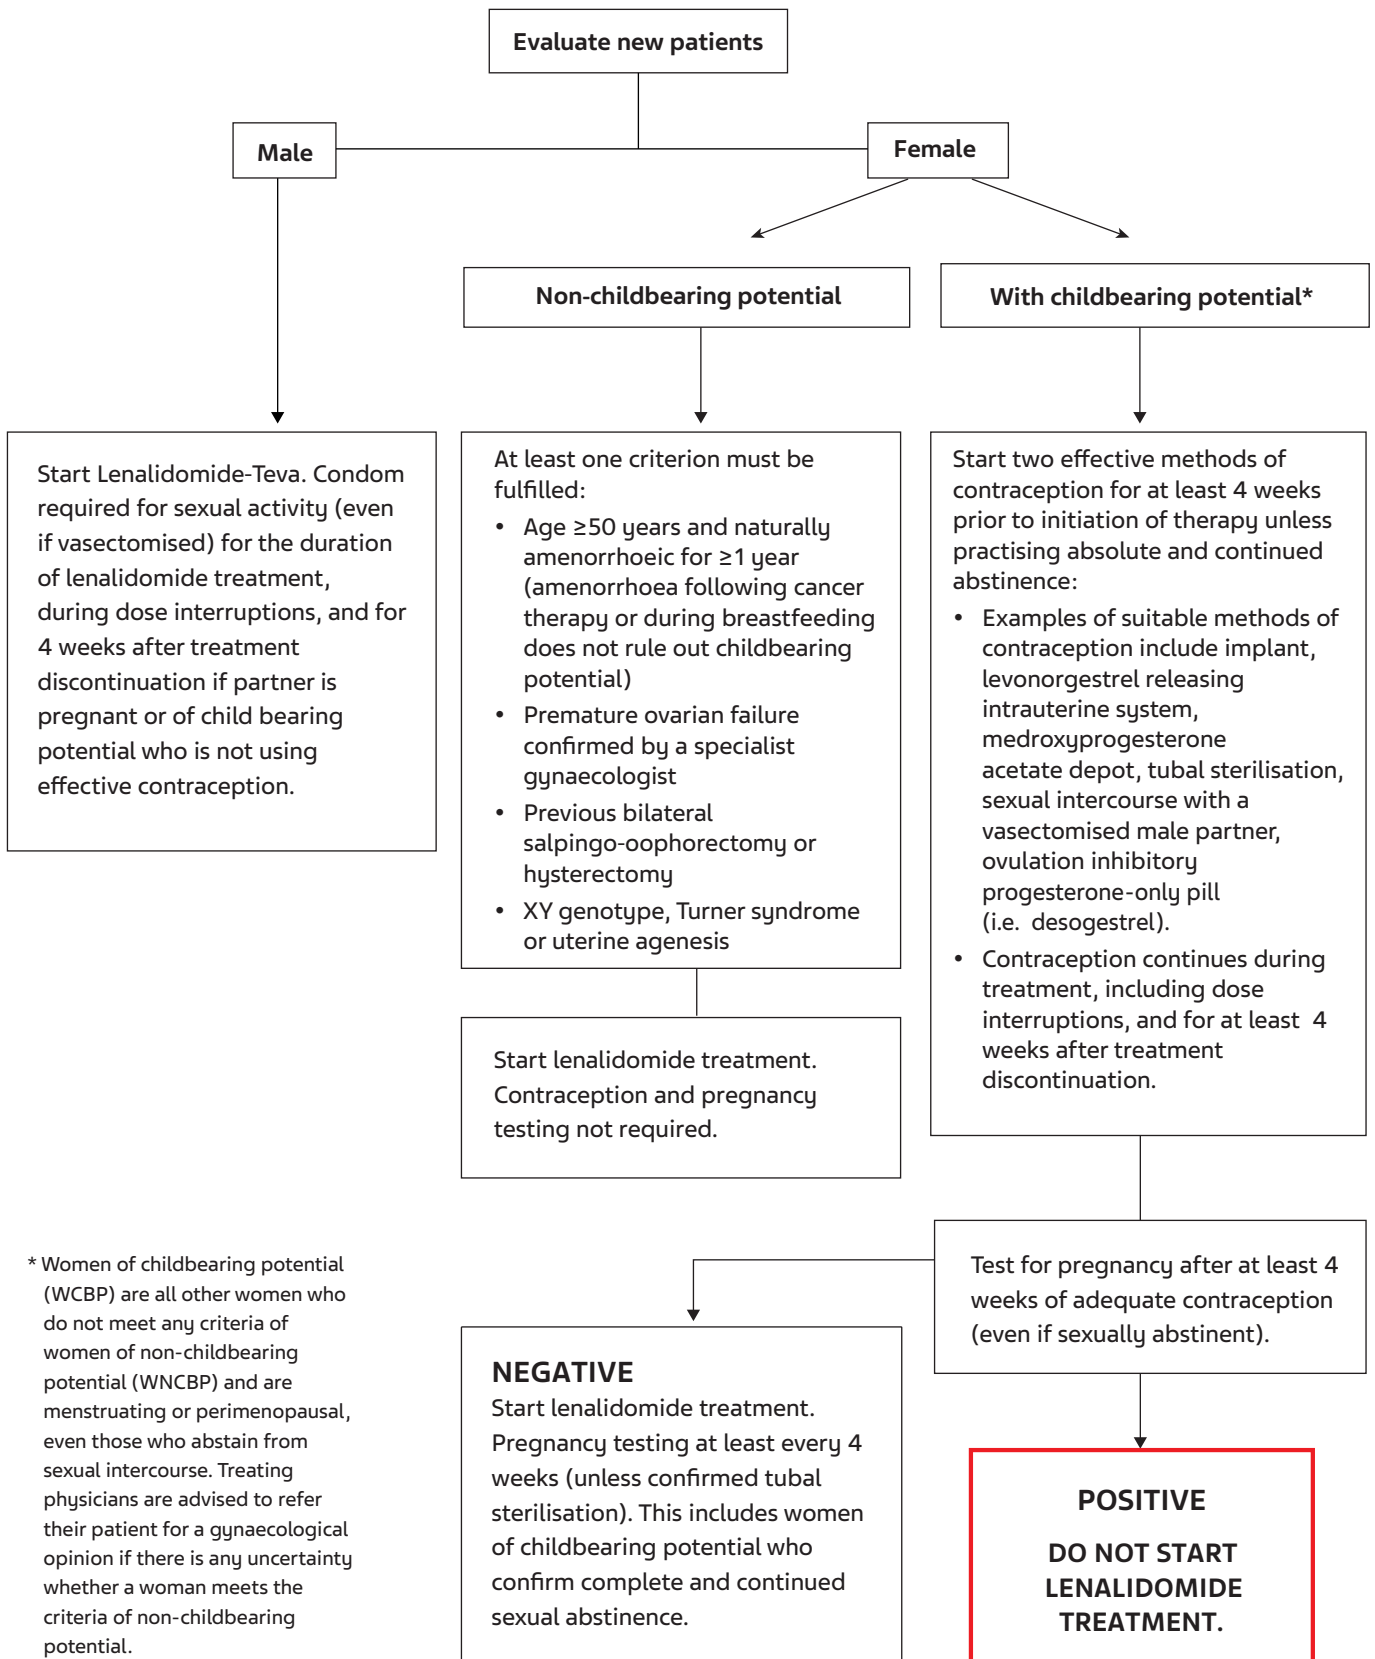 Evaluate new patients
Male
Female
Non-childbearing potential
With childbearing potential*
Start Lenalidomide-Teva. Condom
required for sexual activity (even
if vasectomised) for the duration
of lenalidomide treatment,
during dose interruptions, and for
4 weeks after treatment
discontinuation if partner is
pregnant or of child bearing
potential who is not using
effective contraception.
At least one criterion must be
fulfilled:
• Age ≥50 years and naturally
amenorrhoeic for ≥1 year
(amenorrhoea following cancer
therapy or during breastfeeding
does not rule out childbearing
potential)
• Premature ovarian failure
confirmed by a specialist
gynaecologist
• Previous bilateral
salpingo-oophorectomy or
hysterectomy
• XY genotype, Turner syndrome
or uterine agenesis
Start lenalidomide treatment.
Contraception and pregnancy
testing not required.
Start two effective methods of
contraception for at least 4 weeks
prior to initiation of therapy unless
practising absolute and continued
abstinence:
• Examples of suitable methods of
contraception include implant,
levonorgestrel releasing
intrauterine system,
medroxyprogesterone
acetate depot, tubal sterilisation,
sexual intercourse with a
vasectomised male partner,
ovulation inhibitory
progesterone-only pill
(i.e. desogestrel).
• Contraception continues during
treatment, including dose
interruptions, and for at least 4
weeks after treatment
discontinuation.
Test for pregnancy after at least 4
weeks of adequate contraception
(even if sexually abstinent).
NEGATIVE
Start lenalidomide treatment.
Pregnancy testing at least every 4
weeks (unless confirmed tubal
sterilisation). This includes women
of childbearing potential who
confirm complete and continued
sexual abstinence.
POSITIVE
DO NOT START
LENALIDOMIDE
TREATMENT.
* Women of childbearing potential
(WCBP) are all other women who
do not meet any criteria of
women of non-childbearing
potential (WNCBP) and are
menstruating or perimenopausal,
even those who abstain from
sexual intercourse. Treating
physicians are advised to refer
their patient for a gynaecological
opinion if there is any uncertainty
whether a woman meets the
criteria of non-childbearing
potential.